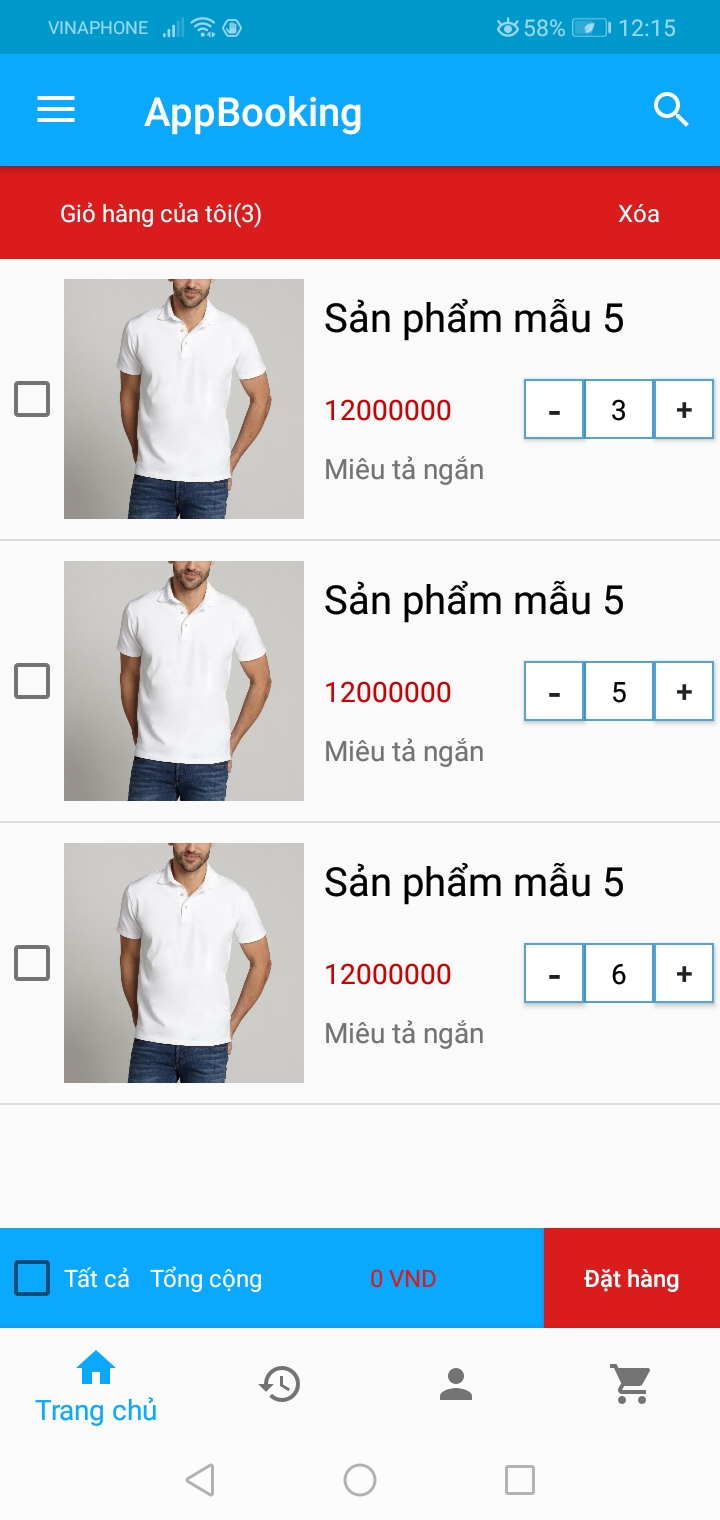 VINAPHONE 58% 12:15
AppBooking
Giỏ hàng của tôi(3) Xóa
Sản phẩm mẫu 5
12000000 - 3 +
Miêu tả ngắn
Sản phẩm mẫu 5
12000000 - 5 +
Miêu tả ngắn
Sản phẩm mẫu 5
12000000 - 6 +
Miêu tả ngắn
Tất cả Tổng cộng 0 VND Đặt hàng
Trang chủ